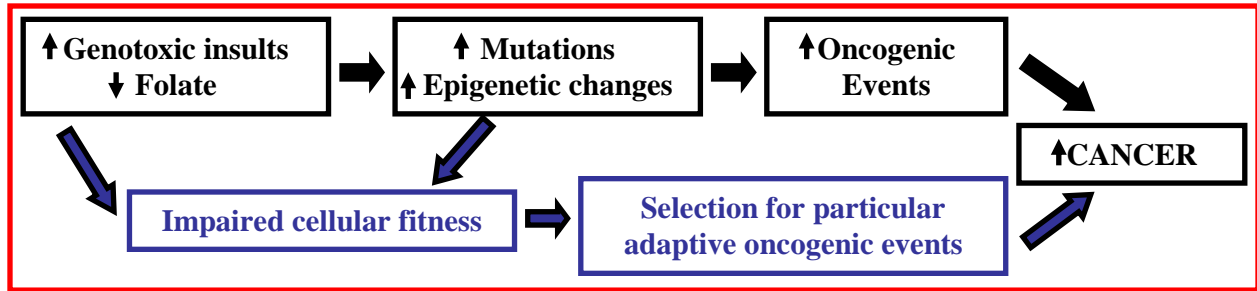 ↑ Genotoxic insults
↓ Folate
↑ Mutations
↑ Epigenetic changes
↑Oncogenic
Events
↑CANCER
Impaired cellular fitness
Selection for particular
adaptive oncogenic events